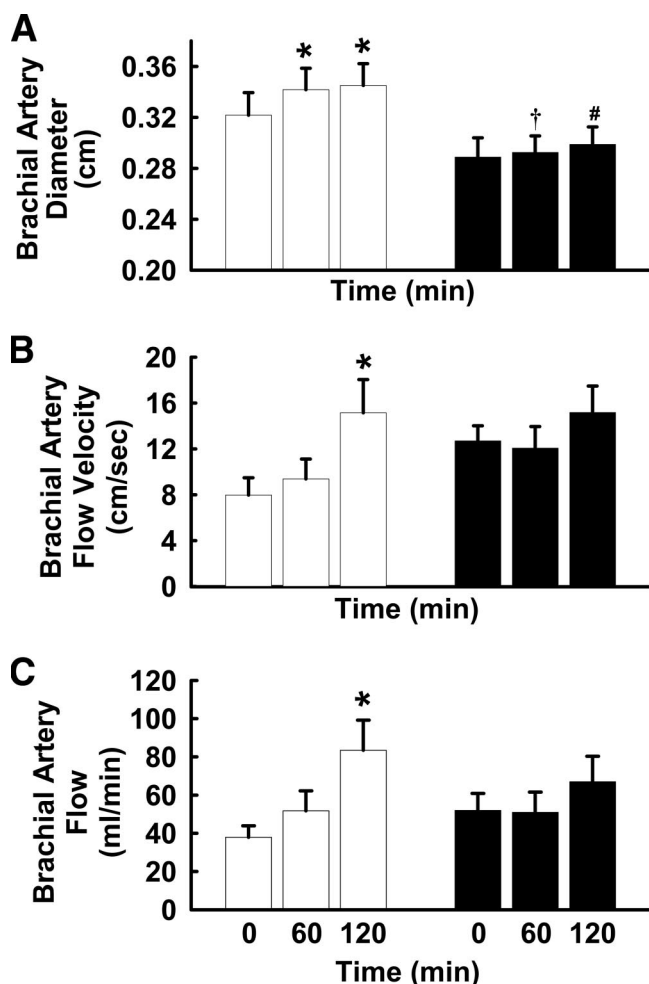 A
Brachial Artery
Diameter
(cm)
0.36
0.32
0.28
0.24
0.20
* * † #
Time (min)
B
Brachial Artery
Flow Velocity
(cm/sec)
20
16
12
8
4
0
*
Time (min)
C
Brachial Artery
Flow
(ml/min)
120
100
80
60
40
20
0
*
0 60 120 0 60 120
Time (min)